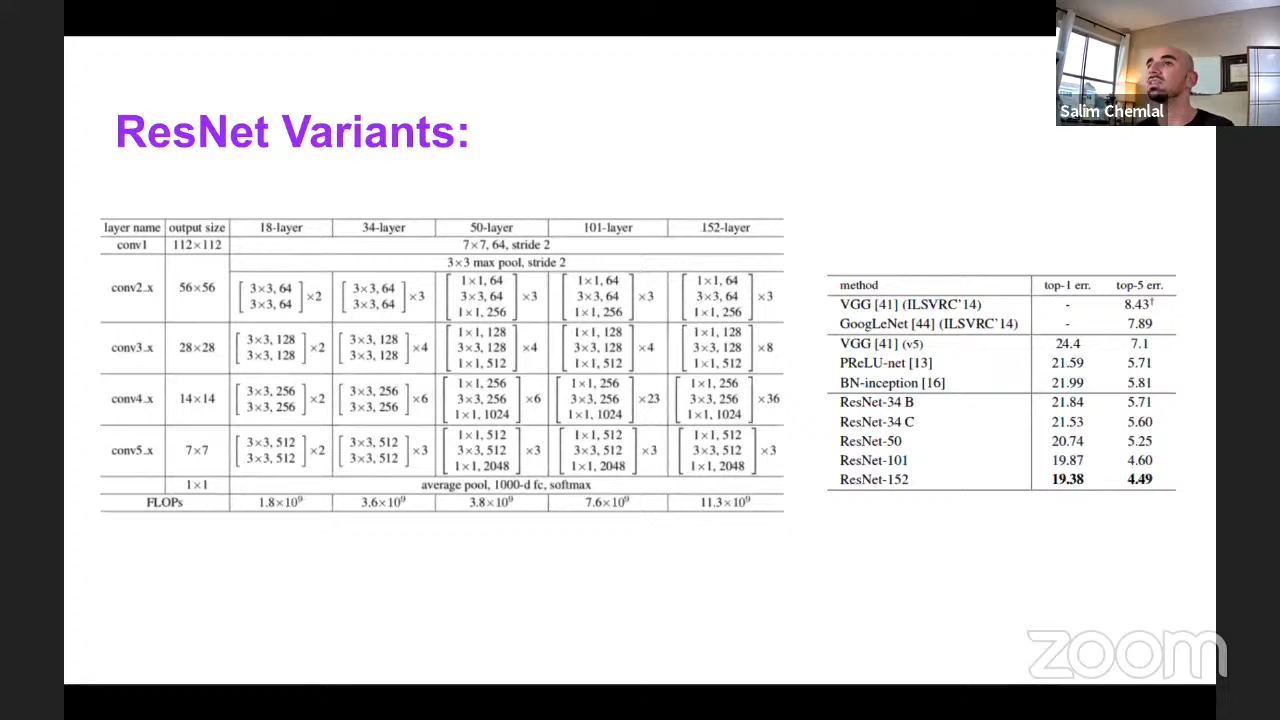 Salim Chemlal
ResNet Variants:
layer name output size 18-layer 34-layer 50-layer 101-layer 152-layer
conv1 112×112 7×7, 64, stride 2
3×3 max pool, stride 2
conv2_x 56×56 [3×3, 64 3×3, 64]×2 [3×3, 64 3×3, 64]×3 [1×1, 64 3×3, 64 1×1, 256]×3 [1×1, 64 3×3, 64 1×1, 256]×3 [1×1, 64 3×3, 64 1×1, 256]×3
conv3_x 28×28 [3×3, 128 3×3, 128]×2 [3×3, 128 3×3, 128]×4 [1×1, 128 3×3, 128 1×1, 512]×4 [1×1, 128 3×3, 128 1×1, 512]×4 [1×1, 128 3×3, 128 1×1, 512]×8
conv4_x 14×14 [3×3, 256 3×3, 256]×2 [3×3, 256 3×3, 256]×6 [1×1, 256 3×3, 256 1×1, 1024]×6 [1×1, 256 3×3, 256 1×1, 1024]×23 [1×1, 256 3×3, 256 1×1, 1024]×36
conv5_x 7×7 [3×3, 512 3×3, 512]×2 [3×3, 512 3×3, 512]×3 [1×1, 512 3×3, 512 1×1, 2048]×3 [1×1, 512 3×3, 512 1×1, 2048]×3 [1×1, 512 3×3, 512 1×1, 2048]×3
1×1 average pool, 1000-d fc, softmax
FLOPs 1.8×10⁹ 3.6×10⁹ 3.8×10⁹ 7.6×10⁹ 11.3×10⁹
method top-1 err. top-5 err.
VGG [41] (ILSVRC'14) - 8.43†
GoogLeNet [44] (ILSVRC'14) - 7.89
VGG [41] (v5) 24.4 7.1
PReLU-net [13] 21.59 5.71
BN-inception [16] 21.99 5.81
ResNet-34 B 21.84 5.71
ResNet-34 C 21.53 5.60
ResNet-50 20.74 5.25
ResNet-101 19.87 4.60
ResNet-152 19.38 4.49
zoom